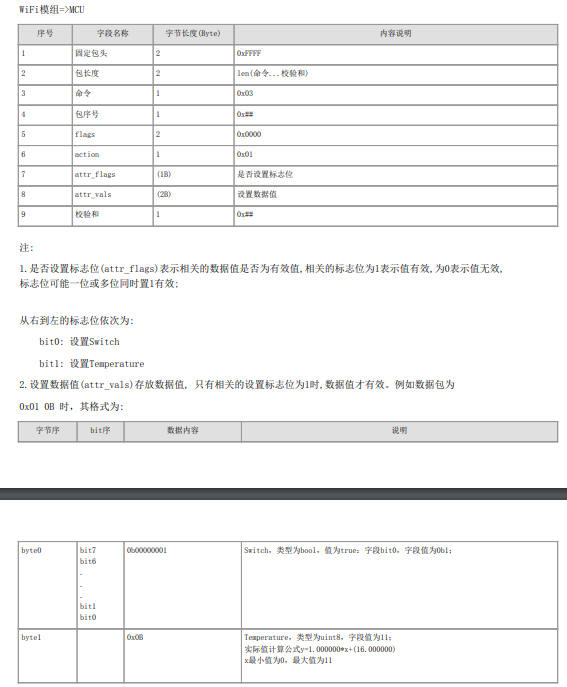 WiFi模组=>MCU
序号 字段名称 字节长度(Byte) 内容说明
1 固定包头 2 0xFFFF
2 包长度 2 len(命令...校验和)
3 命令 1 0x03
4 包序号 1 0x##
5 flags 2 0x0000
6 action 1 0x01
7 attr_flags (1B) 是否设置标志位
8 attr_vals (2B) 设置数据值
9 校验和 1 0x##
注:
1.是否设置标志位(attr_flags)表示相关的数据值是否为有效值,相关的标志位为1表示值有效,为0表示值无效,
标志位可能一位或多位同时置1有效;
从右到左的标志位依次为:
bit0: 设置Switch
bit1: 设置Temperature
2.设置数据值(attr_vals)存放数据值, 只有相关的设置标志位为1时,数据值才有效。例如数据包为
0x01 0B 时, 其格式为:
字节序 bit序 数据内容 说明
byte0 bit7 0b00000001 Switch, 类型为bool, 值为true; 字段bit0, 字段值为0b1;
bit6
.
.
.
bit1
bit0
byte1 0x0B Temperature, 类型为uint8, 字段值为11;
实际值计算公式y=1.000000*x+(16.000000)
x最小值为0, 最大值为11